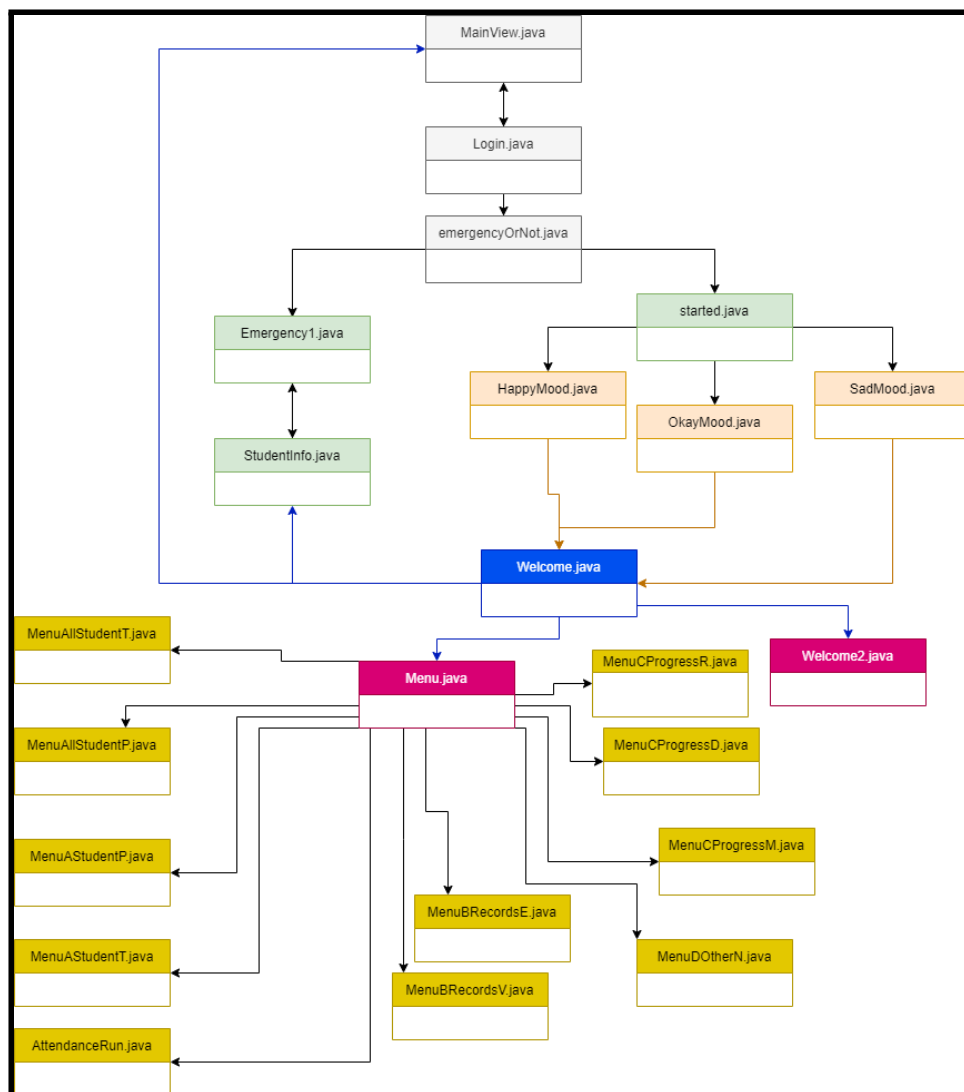 MainView.java
Login.java
emergencyOrNot.java
started.java
Emergency1.java
HappyMood.java
SadMood.java
OkayMood.java
StudentInfo.java
Welcome.java
MenuAllStudentT.java
Welcome2.java
MenuCProgressR.java
Menu.java
MenuAllStudentP.java
MenuCProgressD.java
MenuCProgressM.java
MenuAStudentP.java
MenuBRecordsE.java
MenuAStudentT.java
MenuDOtherN.java
MenuBRecordsV.java
AttendanceRun.java